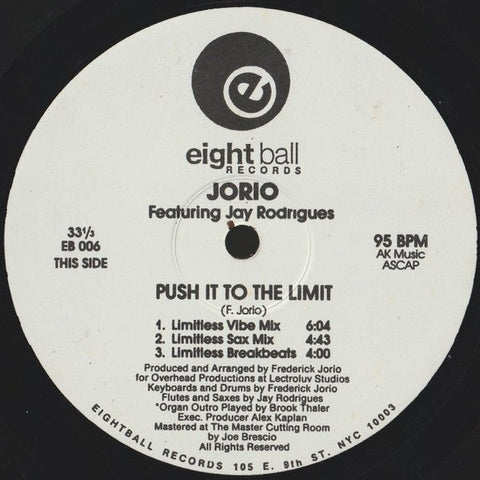 e
eight ball
RECORDS
JORIO
Featuring Jay Rodrigues
33⅓
EB 006
THIS SIDE
95 BPM
AK Music
ASCAP
PUSH IT TO THE LIMIT
(F. Jorio)
1. Limitless Vibe Mix 6:04
2. Limitless Sax Mix 4:43
3. Limitless Breakbeats 4:00
Produced and Arranged by Frederick Jorio
for Overhead Productions at Lectroluv Studios
Keyboards and Drums by Frederick Jorio
Flutes and Saxes by Jay Rodrigues
*Organ Outro Played by Brook Thaler
Exec. Producer Alex Kaplan
Mastered at The Master Cutting Room
by Joe Brescio
All Rights Reserved
EIGHTBALL RECORDS 105 E. 9th ST. NYC 10003